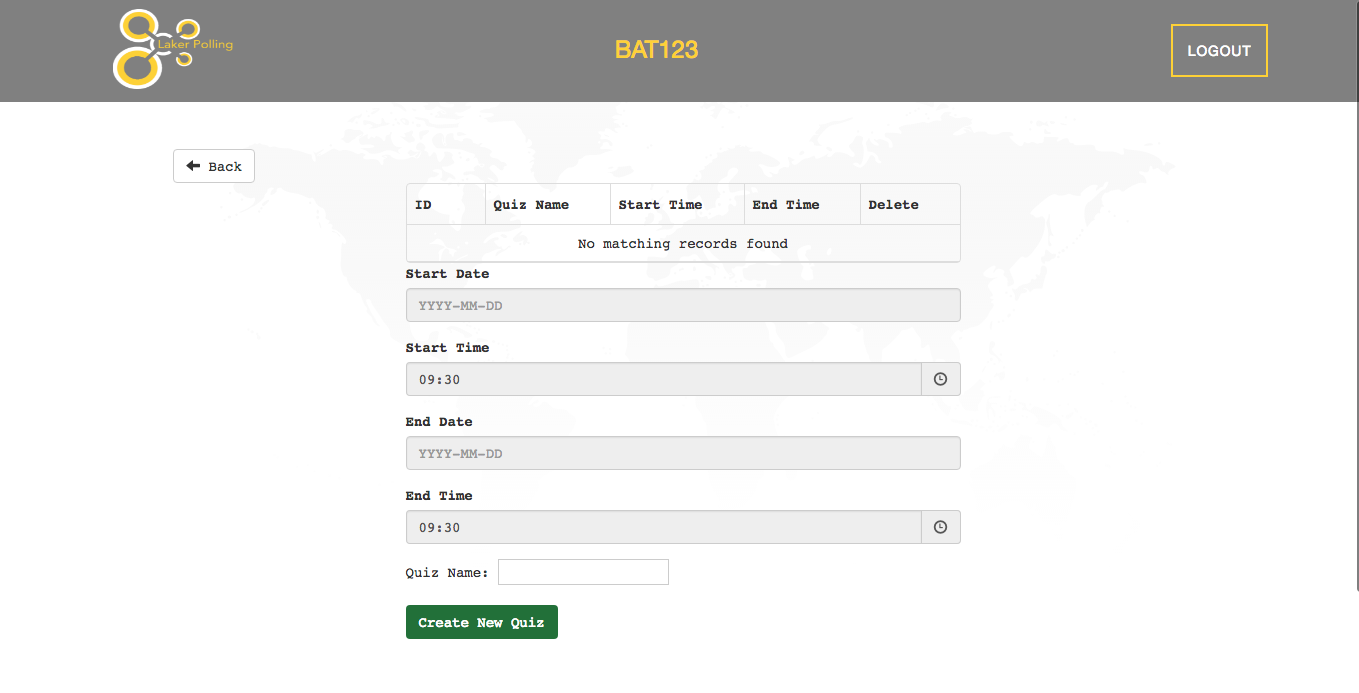 Laker Polling
BAT123
LOGOUT
Back
ID Quiz Name Start Time End Time Delete
No matching records found
Start Date
YYYY-MM-DD
Start Time
09:30
End Date
YYYY-MM-DD
End Time
09:30
Quiz Name:
Create New Quiz